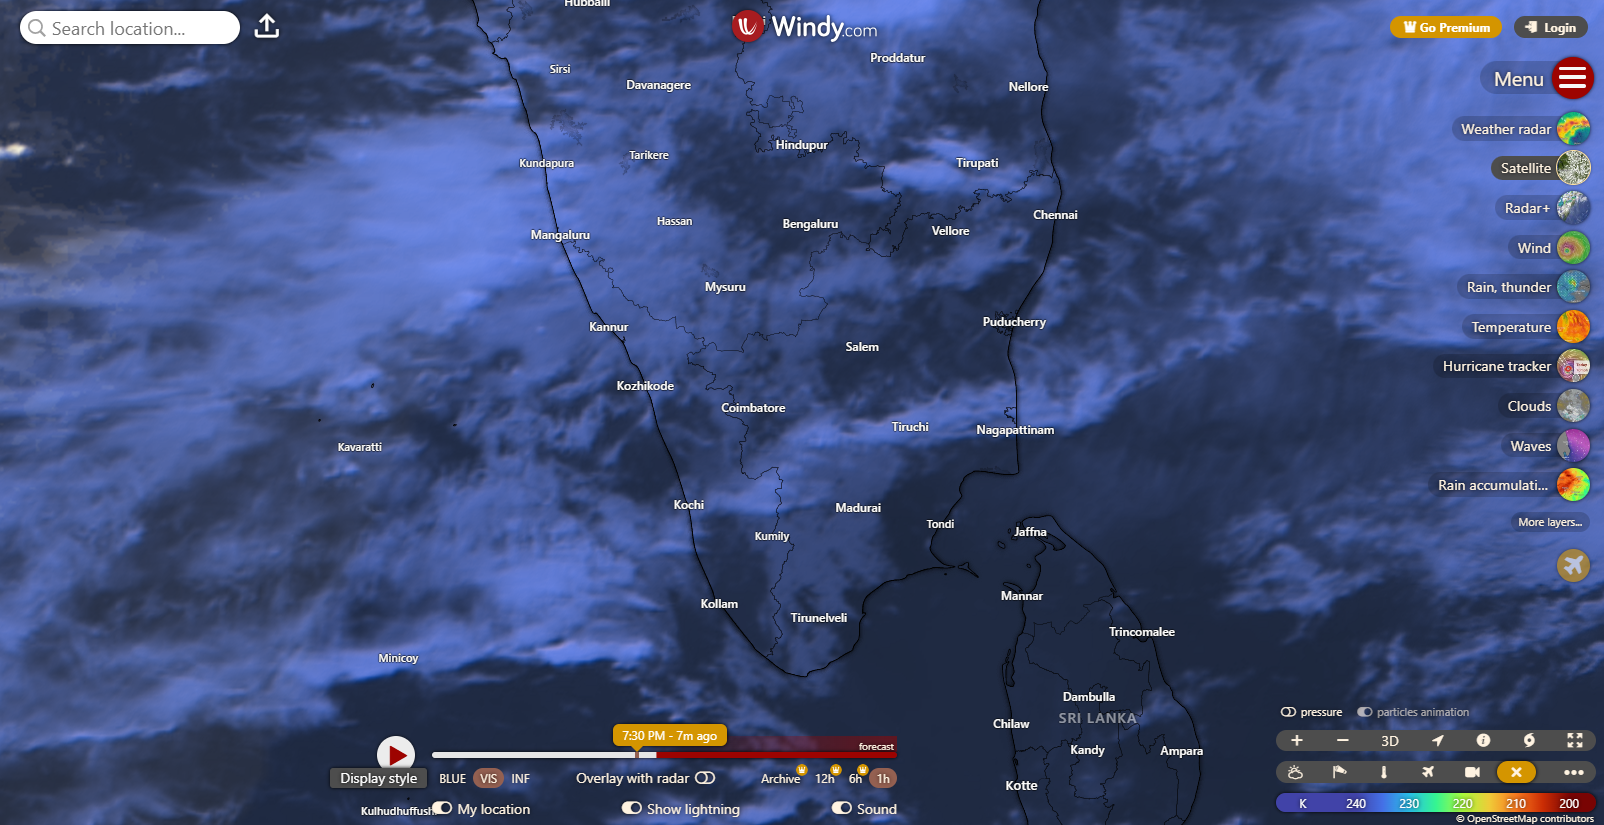 Search location...
Windy.com
Go Premium
Login
Menu
Weather radar
Satellite
Radar+
Wind
Rain, thunder
Temperature
Hurricane tracker
Clouds
Waves
Rain accumulati...
More layers...
Hubballi
Sirsi
Davanagere
Proddatur
Nellore
Kundapura
Tarikere
Hindupur
Tirupati
Mangaluru
Hassan
Bengaluru
Vellore
Chennai
Mysuru
Kannur
Salem
Puducherry
Kozhikode
Coimbatore
Tiruchi
Nagapattinam
Kavaratti
Kochi
Madurai
Kumily
Tondi
Jaffna
Kollam
Tirunelveli
Mannar
Trincomalee
Minicoy
Dambulla
SRI LANKA
Chilaw
Kandy
Ampara
Kotte
Kulhudhuffush
7:30 PM - 7m ago
forecast
Display style
BLUE VIS INF
Overlay with radar
Archive 12h 6h 1h
My location
Show lightning
Sound
pressure
particles animation
+ − 3D
K 240 230 220 210 200
© OpenStreetMap contributors